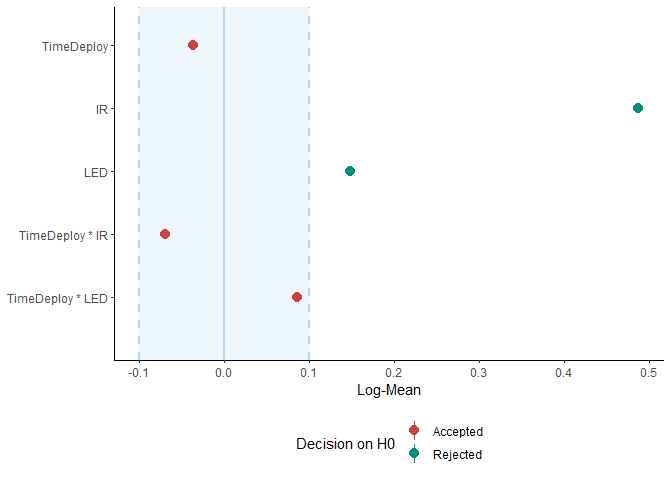 TimeDeploy
IR
LED
TimeDeploy * IR
TimeDeploy * LED
-0.1 0.0 0.1 0.2 0.3 0.4 0.5
Log-Mean
Decision on H0
Accepted
Rejected